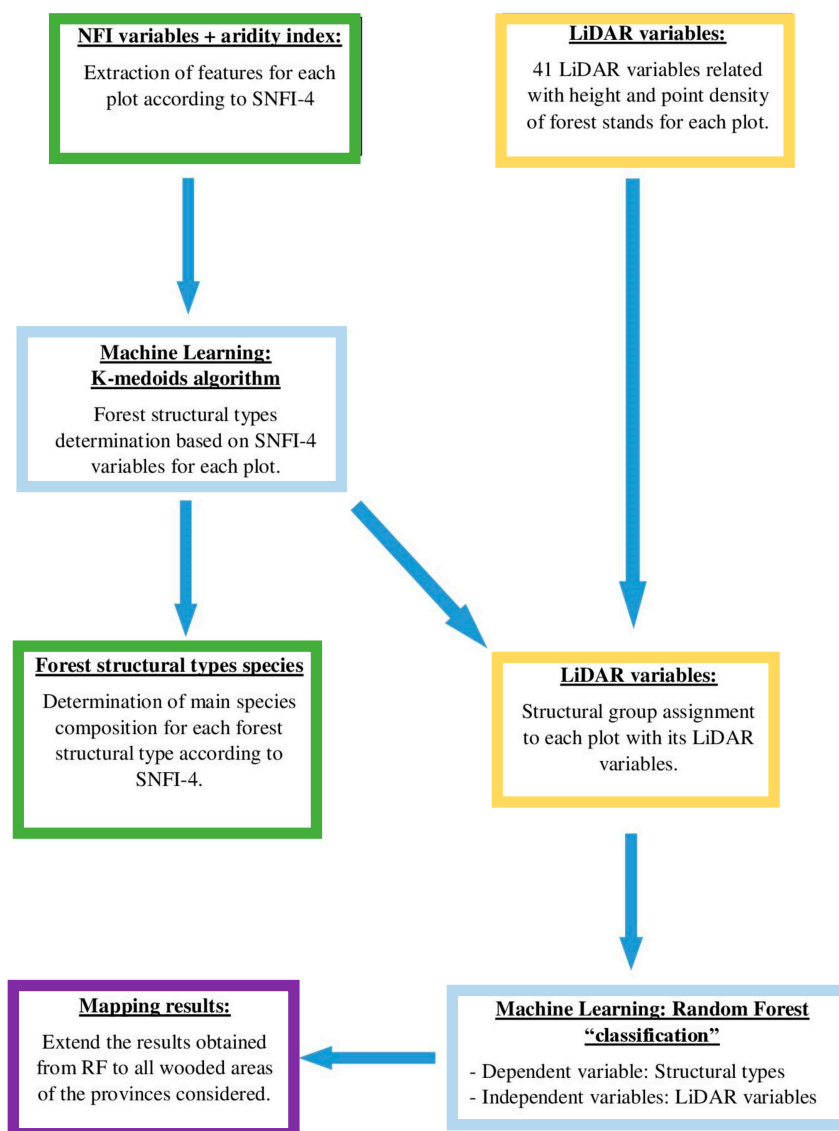 NFI variables + aridity index:
Extraction of features for each
plot according to SNFI-4
LiDAR variables:
41 LiDAR variables related
with height and point density
of forest stands for each plot.
Machine Learning:
K-medoids algorithm
Forest structural types
determination based on SNFI-4
variables for each plot.
Forest structural types species
Determination of main species
composition for each forest
structural type according to
SNFI-4.
LiDAR variables:
Structural group assignment
to each plot with its LiDAR
variables.
Mapping results:
Extend the results obtained
from RF to all wooded areas
of the provinces considered.
Machine Learning: Random Forest
“classification”
- Dependent variable: Structural types
- Independent variables: LiDAR variables